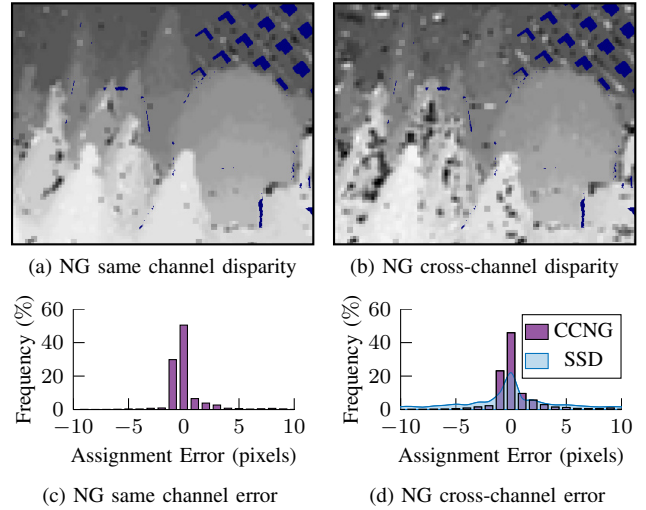 (a) NG same channel disparity
(b) NG cross-channel disparity
Frequency (%)
60
40
20
0
−10
−5
0
5
10
Assignment Error (pixels)
(c) NG same channel error
Frequency (%)
60
40
20
0
CCNG
SSD
−10
−5
0
5
10
Assignment Error (pixels)
(d) NG cross-channel error